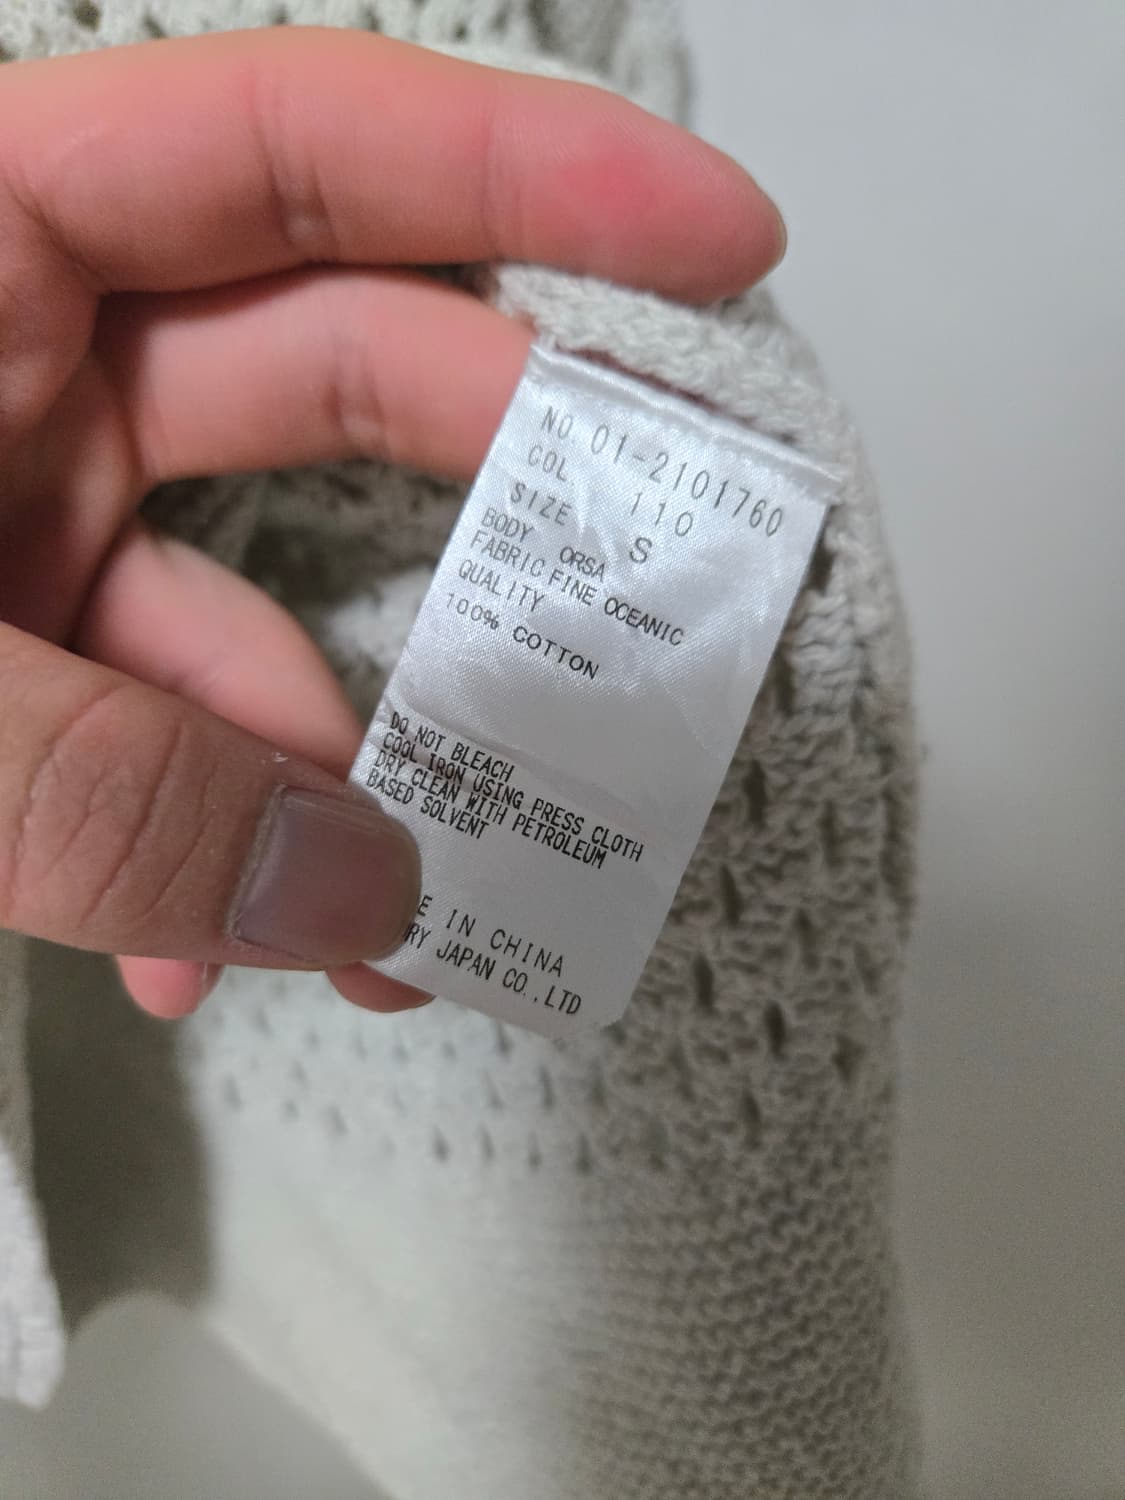 NO. 01-2101760
COL 110
SIZE S
BODY ORSA
FABRIC FINE OCEANIC
QUALITY
100% COTTON
DO NOT BLEACH
COOL IRON USING PRESS CLOTH
DRY CLEAN WITH PETROLEUM
BASED SOLVENT
IN CHINA
JAPAN CO.,LTD